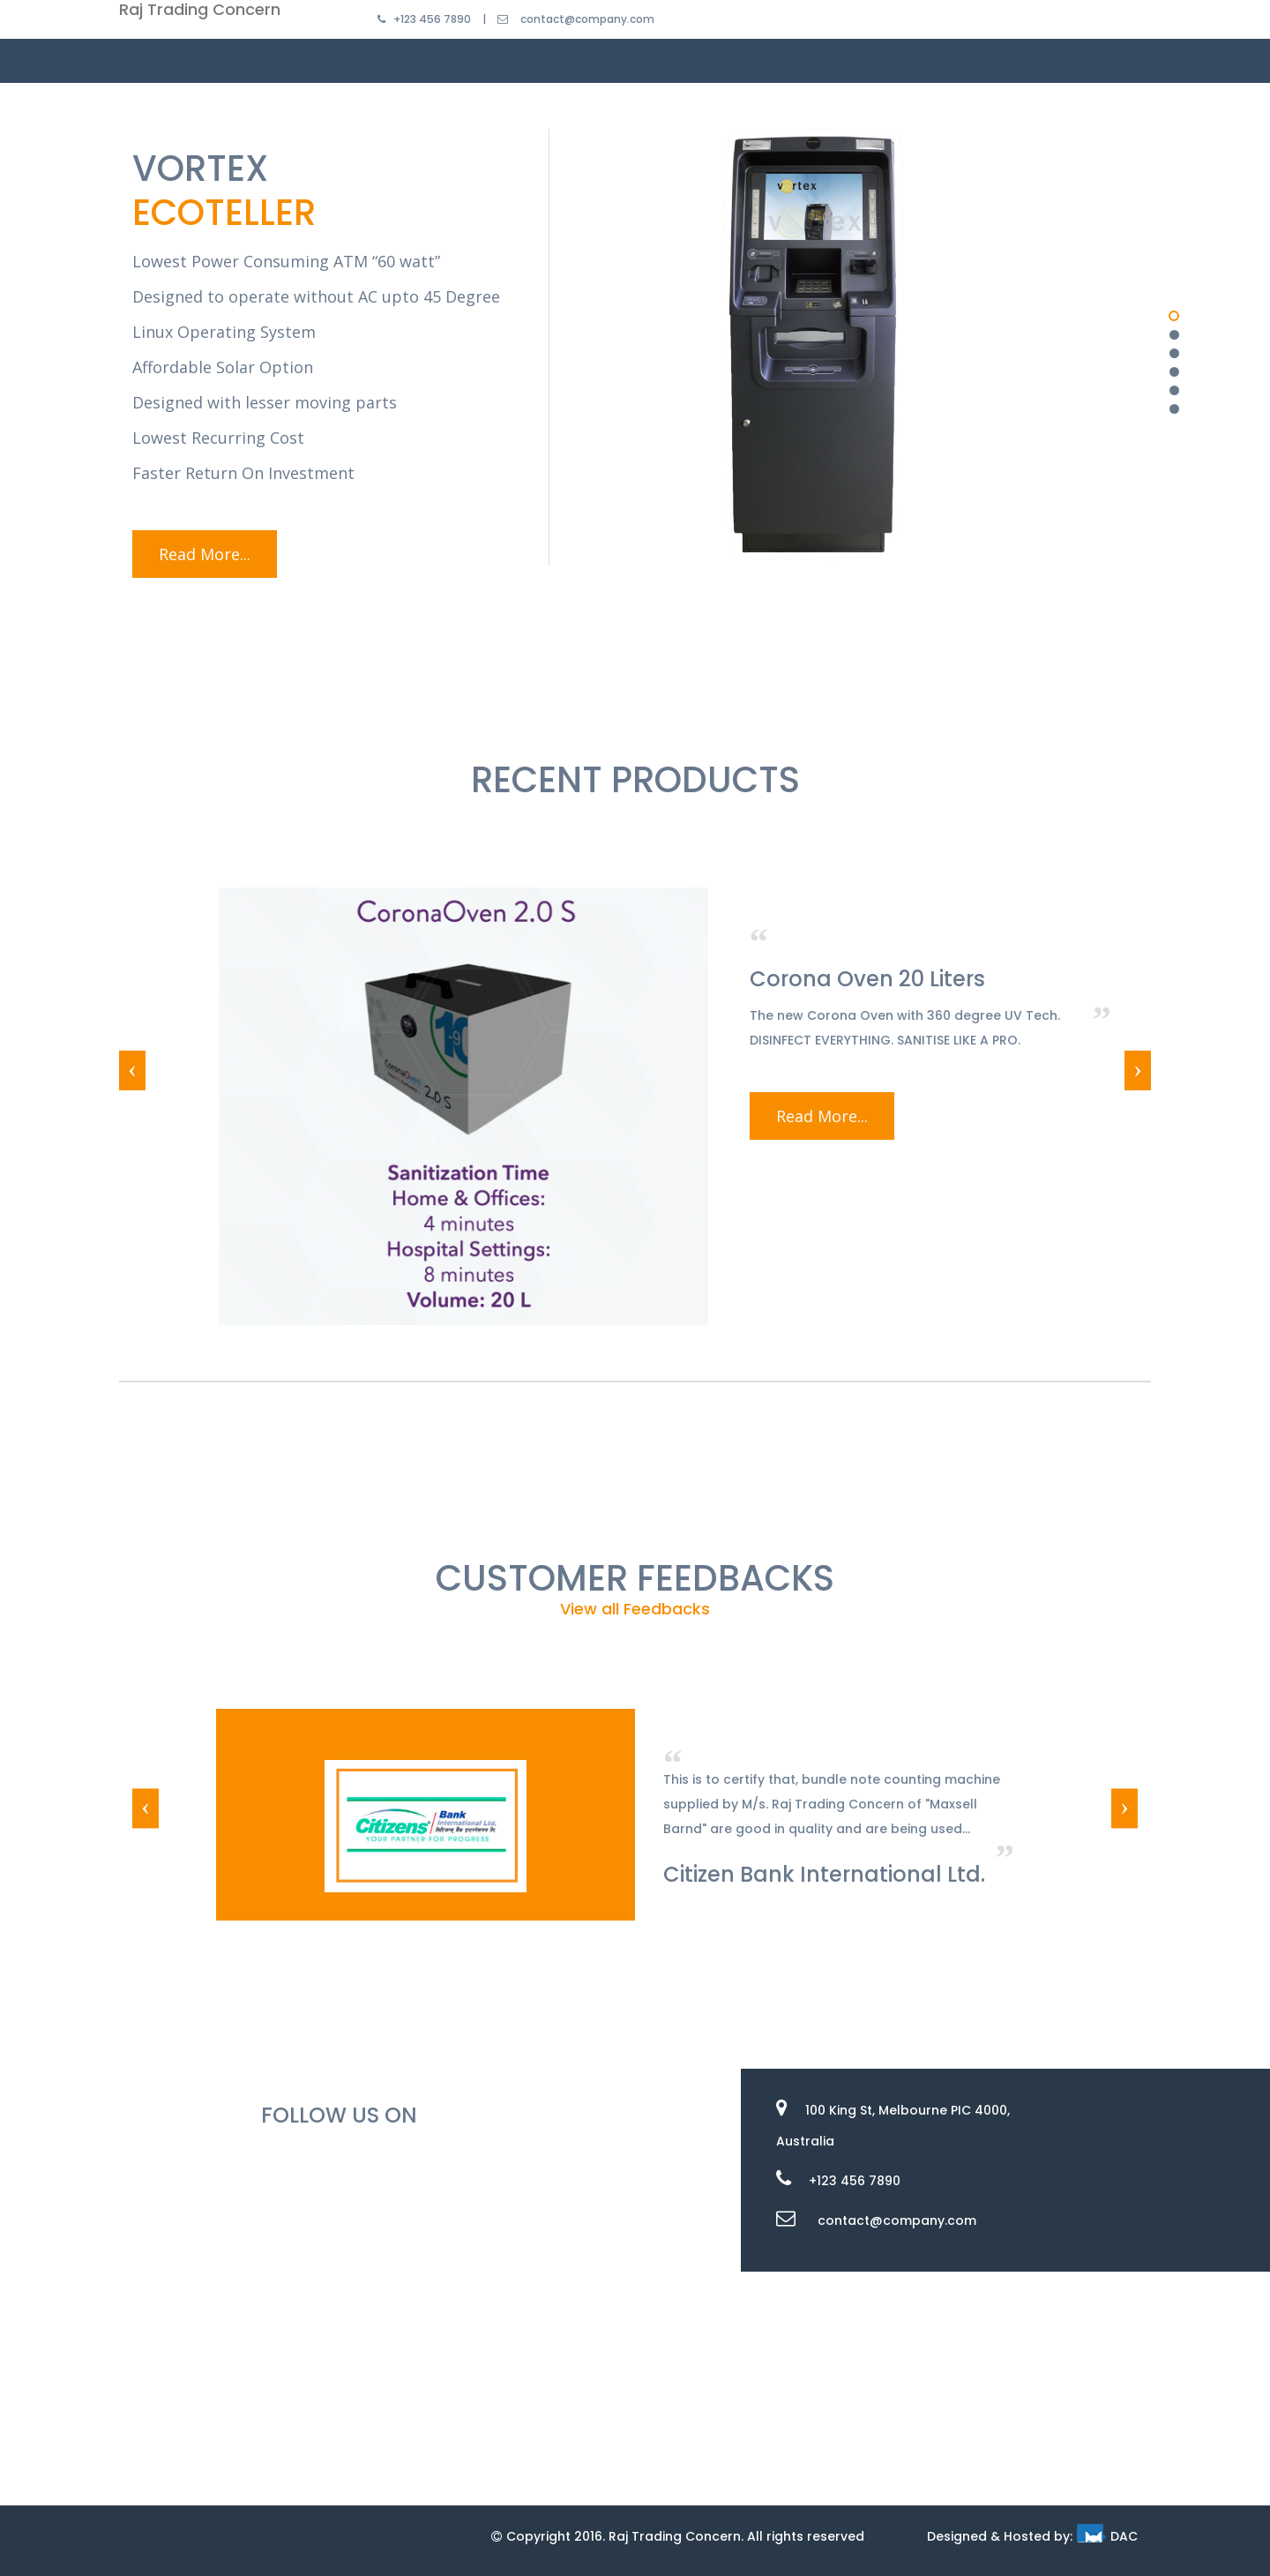 Raj Trading Concern
+123 456 7890 | contact@company.com
VORTEX
ECOTELLER
Lowest Power Consuming ATM “60 watt”
Designed to operate without AC upto 45 Degree
Linux Operating System
Affordable Solar Option
Designed with lesser moving parts
Lowest Recurring Cost
Faster Return On Investment
Read More...
vortex
RECENT PRODUCTS
CoronaOven 2.0 S
CoronaOven
2.0 S
Sanitization Time
Home & Offices:
4 minutes
Hospital Settings:
8 minutes
Volume: 20 L
‹
“
Corona Oven 20 Liters
The new Corona Oven with 360 degree UV Tech.
DISINFECT EVERYTHING. SANITISE LIKE A PRO.
”
Read More...
›
CUSTOMER FEEDBACKS
View all Feedbacks
‹
Citizens Bank
International Ltd.
YOUR PARTNER FOR PROGRESS
“
This is to certify that, bundle note counting machine
supplied by M/s. Raj Trading Concern of "Maxsell
Barnd" are good in quality and are being used...
”
Citizen Bank International Ltd.
›
FOLLOW US ON
100 King St, Melbourne PIC 4000,
Australia
+123 456 7890
contact@company.com
© Copyright 2016. Raj Trading Concern. All rights reserved
Designed & Hosted by: DAC